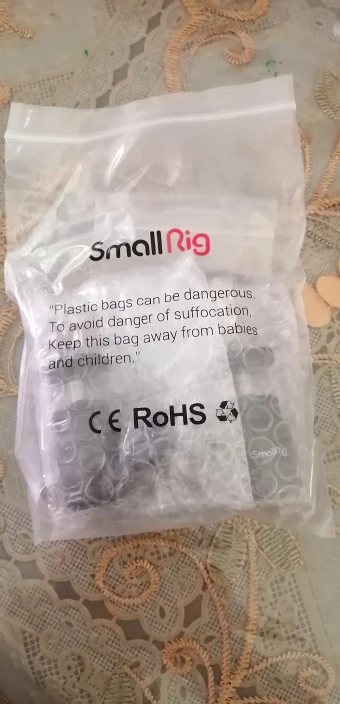 SmallRig
"Plastic bags can be dangerous.
To avoid danger of suffocation,
Keep this bag away from babies
and children."
CE RoHS
SmallRig